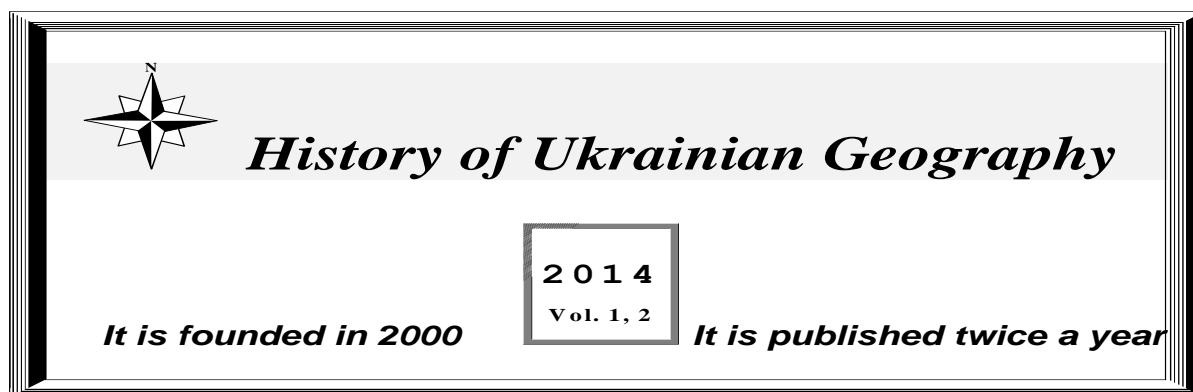 N
History of Ukrainian Geography
2014
Vol. 1, 2
It is founded in 2000
It is published twice a year